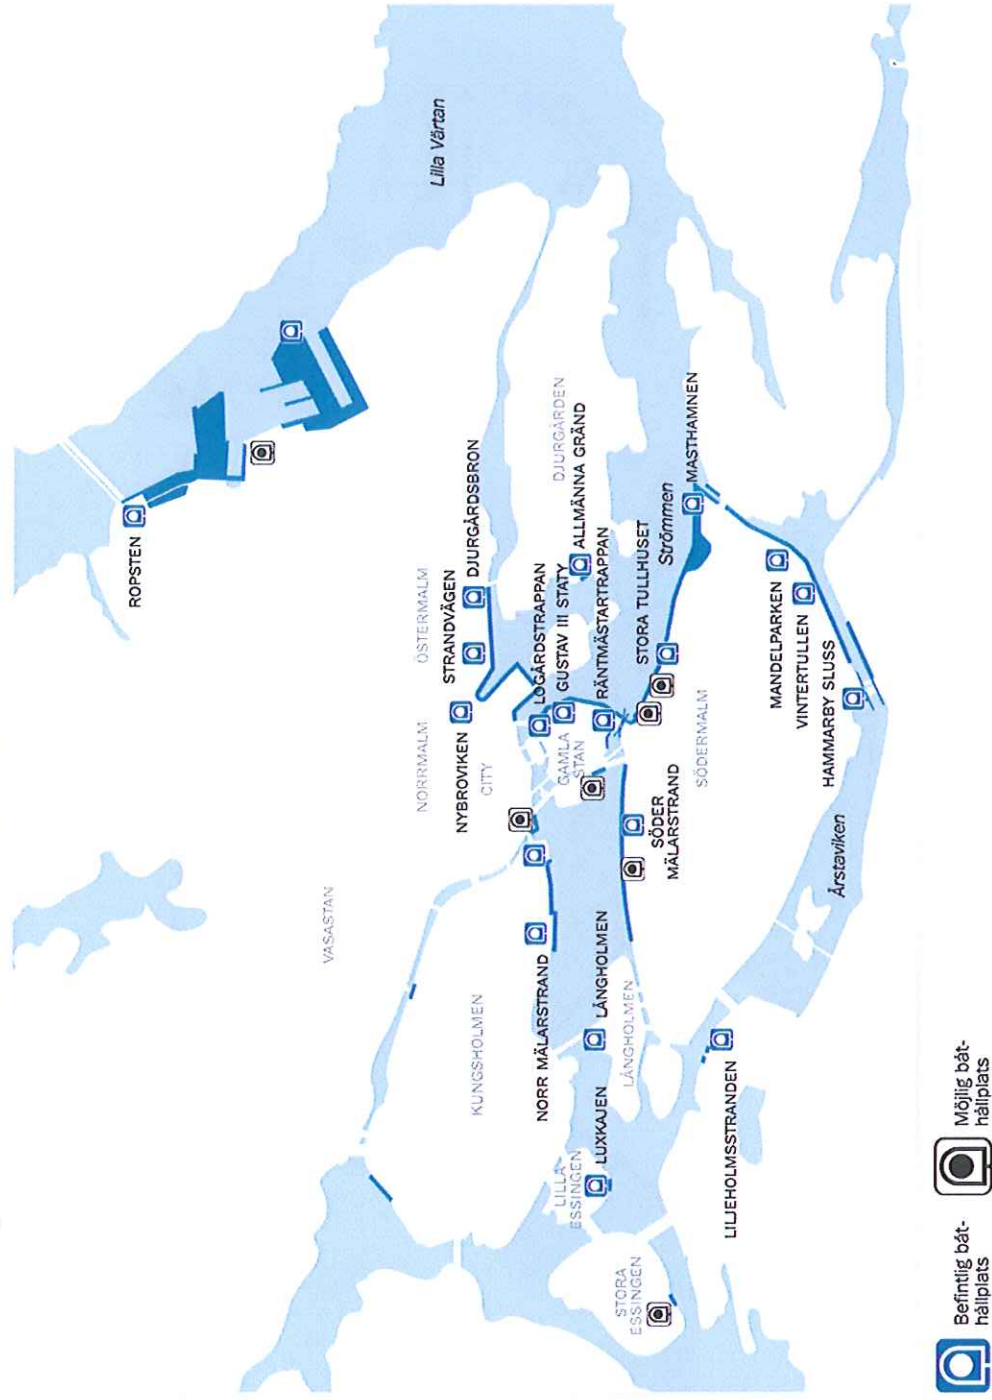 ROPSTEN
Lilla Värtan
NORRMALM
ÖSTERMALM
VASASTAN
STRANDVÄGEN
DJURGÅRDSBRON
NYBROVIKEN
CITY
KUNGSHOLMEN
LOGÅRDSTRAPPAN
GUSTAV III STATY
DJURGÅRDEN
ALLMÄNNA GRÄND
GAMLA
STAN
RÄNTMÄSTARTRAPPAN
NORR MÄLARSTRAND
LÅNGHOLMEN
LILLA
ESSINGEN
LUXKAJEN
LÅNGHOLMEN
STORA TULLHUSET
Strömmen
MASTHAMNEN
SÖDER
MÄLARSTRAND
SÖDERMALM
STORA
ESSINGEN
LILJEHOLMSSTRANDEN
MANDELPARKEN
VINTERTULLEN
HAMMARBY SLUSS
Årstaviken
Befintlig båt-
hållplats
Möjlig båt-
hållplats